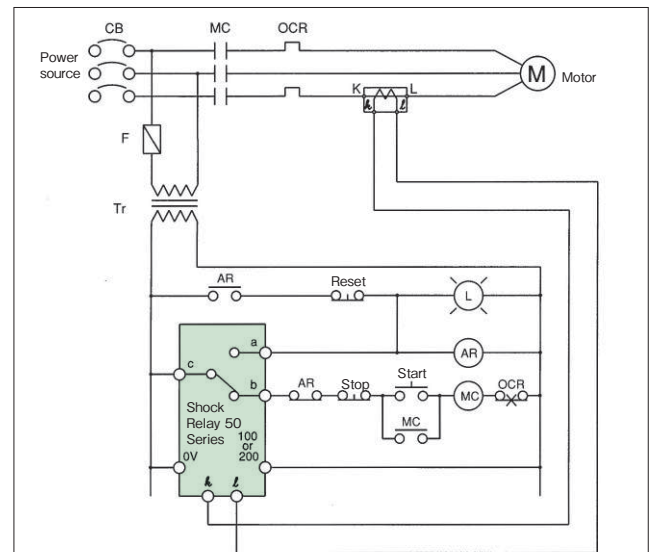 CB MC OCR
Power
source
M Motor
K L
k l
F
Tr
AR Reset
L
a
AR
c
b AR Stop Start MC OCR
MC
Shock
Relay 50
Series
100
or
200
0V
k l